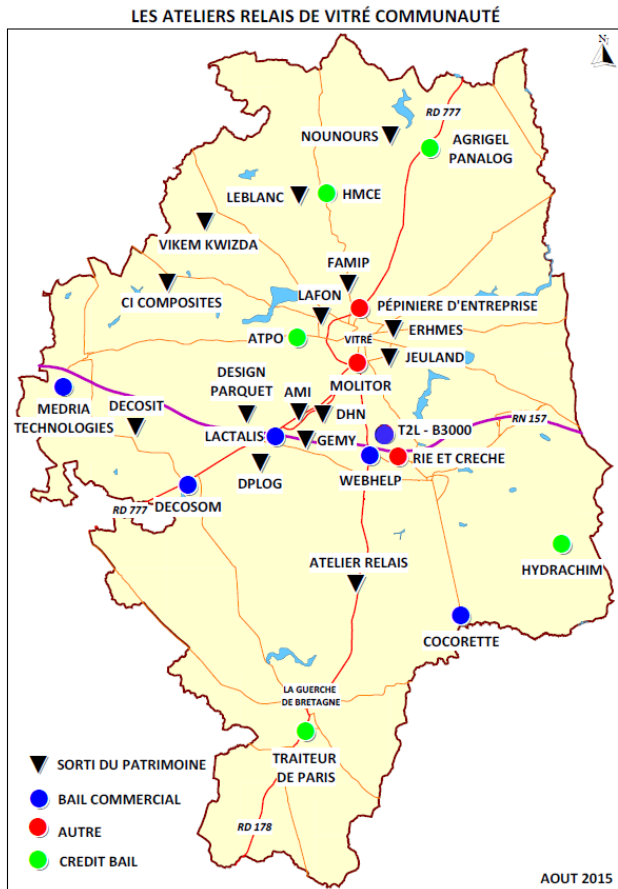 LES ATELIERS RELAIS DE VITRÉ COMMUNAUTÉ
N
RD 777
NOUNOURS
AGRIGEL
PANALOG
LEBLANC
HMCE
VIKEM KWIZDA
FAMIP
CI COMPOSITES
LAFON
PÉPINIERE D'ENTREPRISE
ERHMES
ATPO
VITRÉ
JEULAND
MOLITOR
DESIGN
PARQUET
AMI
MEDRIA
TECHNOLOGIES
DECOSIT
DHN
T2L - B3000
RN 157
LACTALIS
GEMY
RIE ET CRECHE
DPLOG
WEBHELP
DECOSOM
RD 777
HYDRACHIM
ATELIER RELAIS
COCORETTE
LA GUERCHE
DE BRETAGNE
TRAITEUR
DE PARIS
SORTI DU PATRIMOINE
BAIL COMMERCIAL
AUTRE
CREDIT BAIL
RD 178
AOUT 2015